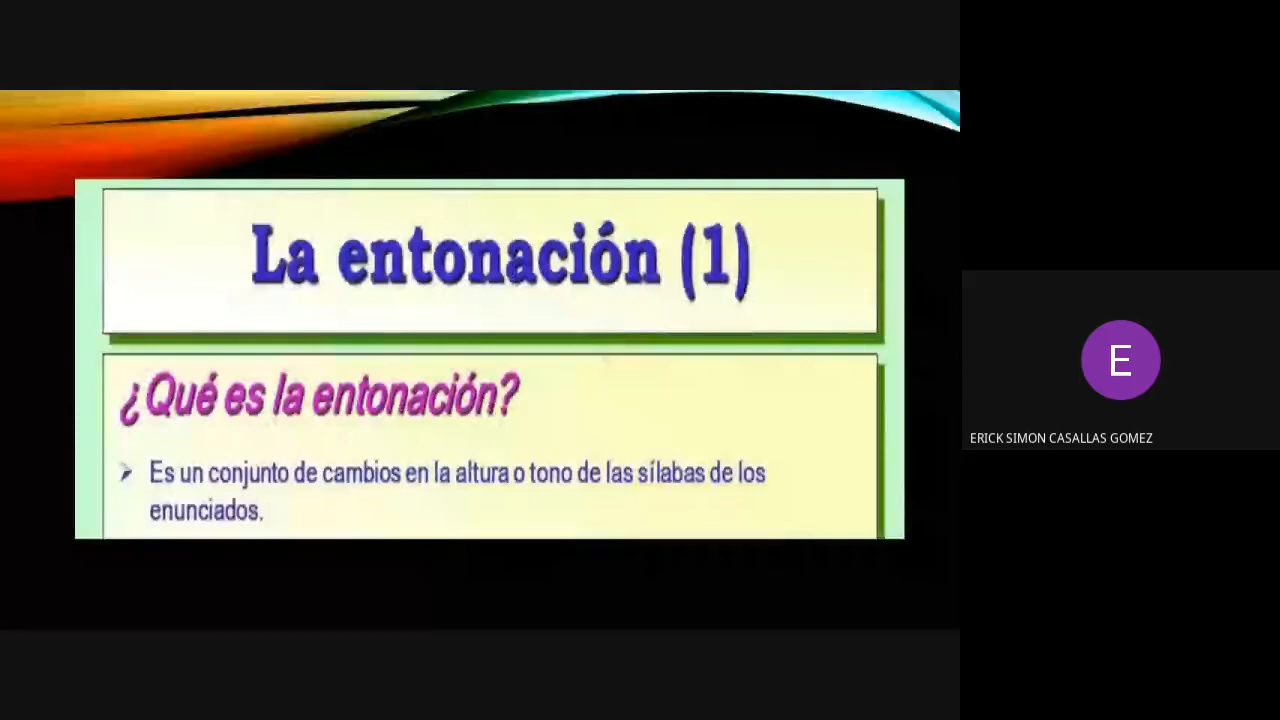 La entonación (1)
¿Qué es la entonación?
Es un conjunto de cambios en la altura o tono de las sílabas de los
enunciados.
E
ERICK SIMON CASALLAS GOMEZ